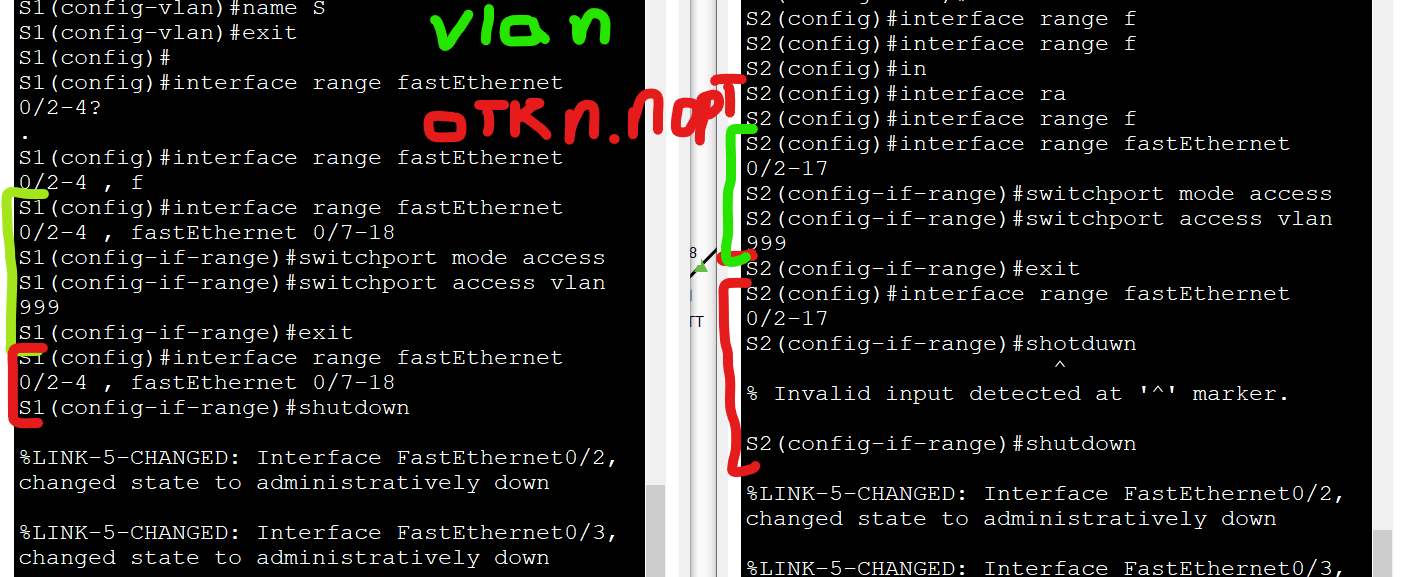 S1(config-vlan)#name S
S1(config-vlan)#exit
S1(config)#
S1(config)#interface range fastEthernet
0/2-4?
.
S1(config)#interface range fastEthernet
0/2-4 , f
S1(config)#interface range fastEthernet
0/2-4 , fastEthernet 0/7-18
S1(config-if-range)#switchport mode access
S1(config-if-range)#switchport access vlan
999
S1(config-if-range)#exit
S1(config)#interface range fastEthernet
0/2-4 , fastEthernet 0/7-18
S1(config-if-range)#shutdown
%LINK-5-CHANGED: Interface FastEthernet0/2,
changed state to administratively down
%LINK-5-CHANGED: Interface FastEthernet0/3,
changed state to administratively down
vlan
откл.порт
8
TT
S2(config)#interface range f
S2(config)#interface range f
S2(config)#in
S2(config)#interface ra
S2(config)#interface range f
S2(config)#interface range fastEthernet
0/2-17
S2(config-if-range)#switchport mode access
S2(config-if-range)#switchport access vlan
999
S2(config-if-range)#exit
S2(config)#interface range fastEthernet
0/2-17
S2(config-if-range)#shotduwn
^
% Invalid input detected at '^' marker.
S2(config-if-range)#shutdown
%LINK-5-CHANGED: Interface FastEthernet0/2,
changed state to administratively down
%LINK-5-CHANGED: Interface FastEthernet0/3,